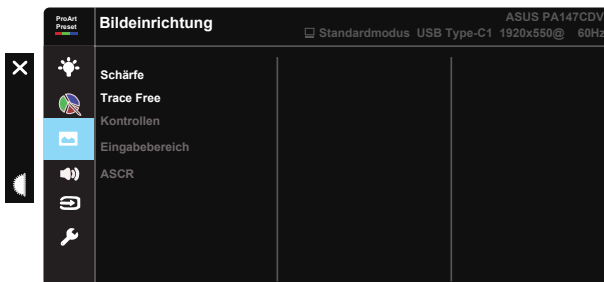 ProArt
Preset
Bildeinrichtung
ASUS PA147CDV
Standardmodus USB Type-C1 1920x550@ 60Hz
Schärfe
Trace Free
Kontrollen
Eingabebereich
ASCR